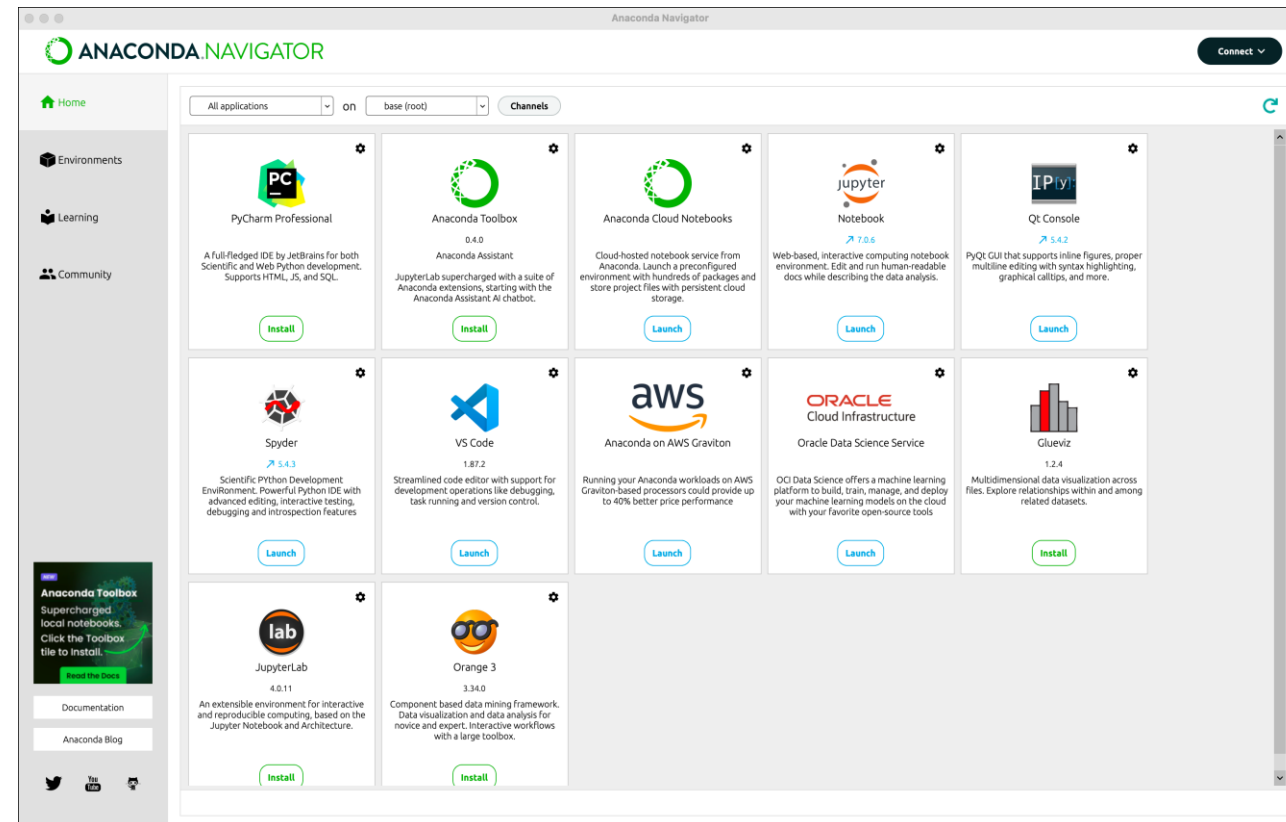 Anaconda Navigator
ANACONDA.NAVIGATOR
Connect
Home
Environments
Learning
Community
All applications
on
base (root)
Channels
PC
PyCharm Professional
A full-fledged IDE by JetBrains for both
Scientific and Web Python development.
Supports HTML, JS, and SQL.
Install
Anaconda Toolbox
0.4.0
Anaconda Assistant
JupyterLab supercharged with a suite of
Anaconda extensions, starting with the
Anaconda Assistant AI chatbot.
Install
Anaconda Cloud Notebooks
Cloud-hosted notebook service from
Anaconda. Launch a preconfigured
environment with hundreds of packages and
store project files with persistent cloud
storage.
Launch
jupyter
Notebook
7.0.6
Web-based, interactive computing notebook
environment. Edit and run human-readable
docs while describing the data analysis.
Launch
IP[y]:
Qt Console
5.4.2
PyQt GUI that supports inline figures, proper
multiline editing with syntax highlighting,
graphical calltips, and more.
Launch
Spyder
5.4.3
Scientific PYthon Development
EnviRonment. Powerful Python IDE with
advanced editing, interactive testing,
debugging and introspection features
Launch
VS Code
1.87.2
Streamlined code editor with support for
development operations like debugging,
task running and version control.
Launch
aws
Anaconda on AWS Graviton
Running your Anaconda workloads on AWS
Graviton-based processors could provide up
to 40% better price performance
Launch
ORACLE
Cloud Infrastructure
Oracle Data Science Service
OCI Data Science offers a machine learning
platform to build, train, manage, and deploy
your machine learning models on the cloud
with your favorite open-source tools
Launch
Glueviz
1.2.4
Multidimensional data visualization across
files. Explore relationships within and among
related datasets.
Install
lab
JupyterLab
4.0.11
An extensible environment for interactive
and reproducible computing, based on the
Jupyter Notebook and Architecture.
Install
Orange 3
3.34.0
Component based data mining framework.
Data visualization and data analysis for
novice and expert. Interactive workflows
with a large toolbox.
Install
NEW
Anaconda Toolbox
Supercharged
local notebooks.
Click the Toolbox
tile to Install.
Read the Docs
Documentation
Anaconda Blog
You
Tube